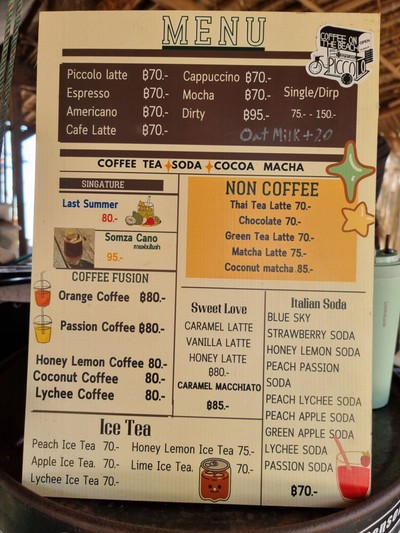 MENU
COFFEE ON
THE BEACH
PICCOLO
Piccolo latte ฿70.-
Espresso ฿70.-
Americano ฿70.-
Cafe Latte ฿70.-
Cappuccino ฿70.-
Mocha ฿70.-
Dirty ฿95.-
Single/Dirp
75.- - 150.-
Oat Milk +20
COFFEE TEA SODA COCOA MACHA
SINGATURE
Last Summer
80.-
Somza Cano
95.-
NON COFFEE
Thai Tea Latte 70.-
Chocolate 70.-
Green Tea Latte 70.-
Matcha Latte 75.-
Coconut matcha 85.-
COFFEE FUSION
Orange Coffee ฿80.-
Passion Coffee ฿80.-
Honey Lemon Coffee 80.-
Coconut Coffee 80.-
Lychee Coffee 80.-
Sweet Love
CARAMEL LATTE
VANILLA LATTE
HONEY LATTE
฿80.-
CARAMEL MACCHIATO
฿85.-
Italian Soda
BLUE SKY
STRAWBERRY SODA
HONEY LEMON SODA
PEACH PASSION
SODA
PEACH LYCHEE SODA
PEACH APPLE SODA
GREEN APPLE SODA
LYCHEE SODA
PASSION SODA
฿70.-
Ice Tea
Peach Ice Tea 70.-
Apple Ice Tea. 70.-
Lychee Ice Tea 70.-
Honey Lemon Ice Tea 75.-
Lime Ice Tea. 70.-